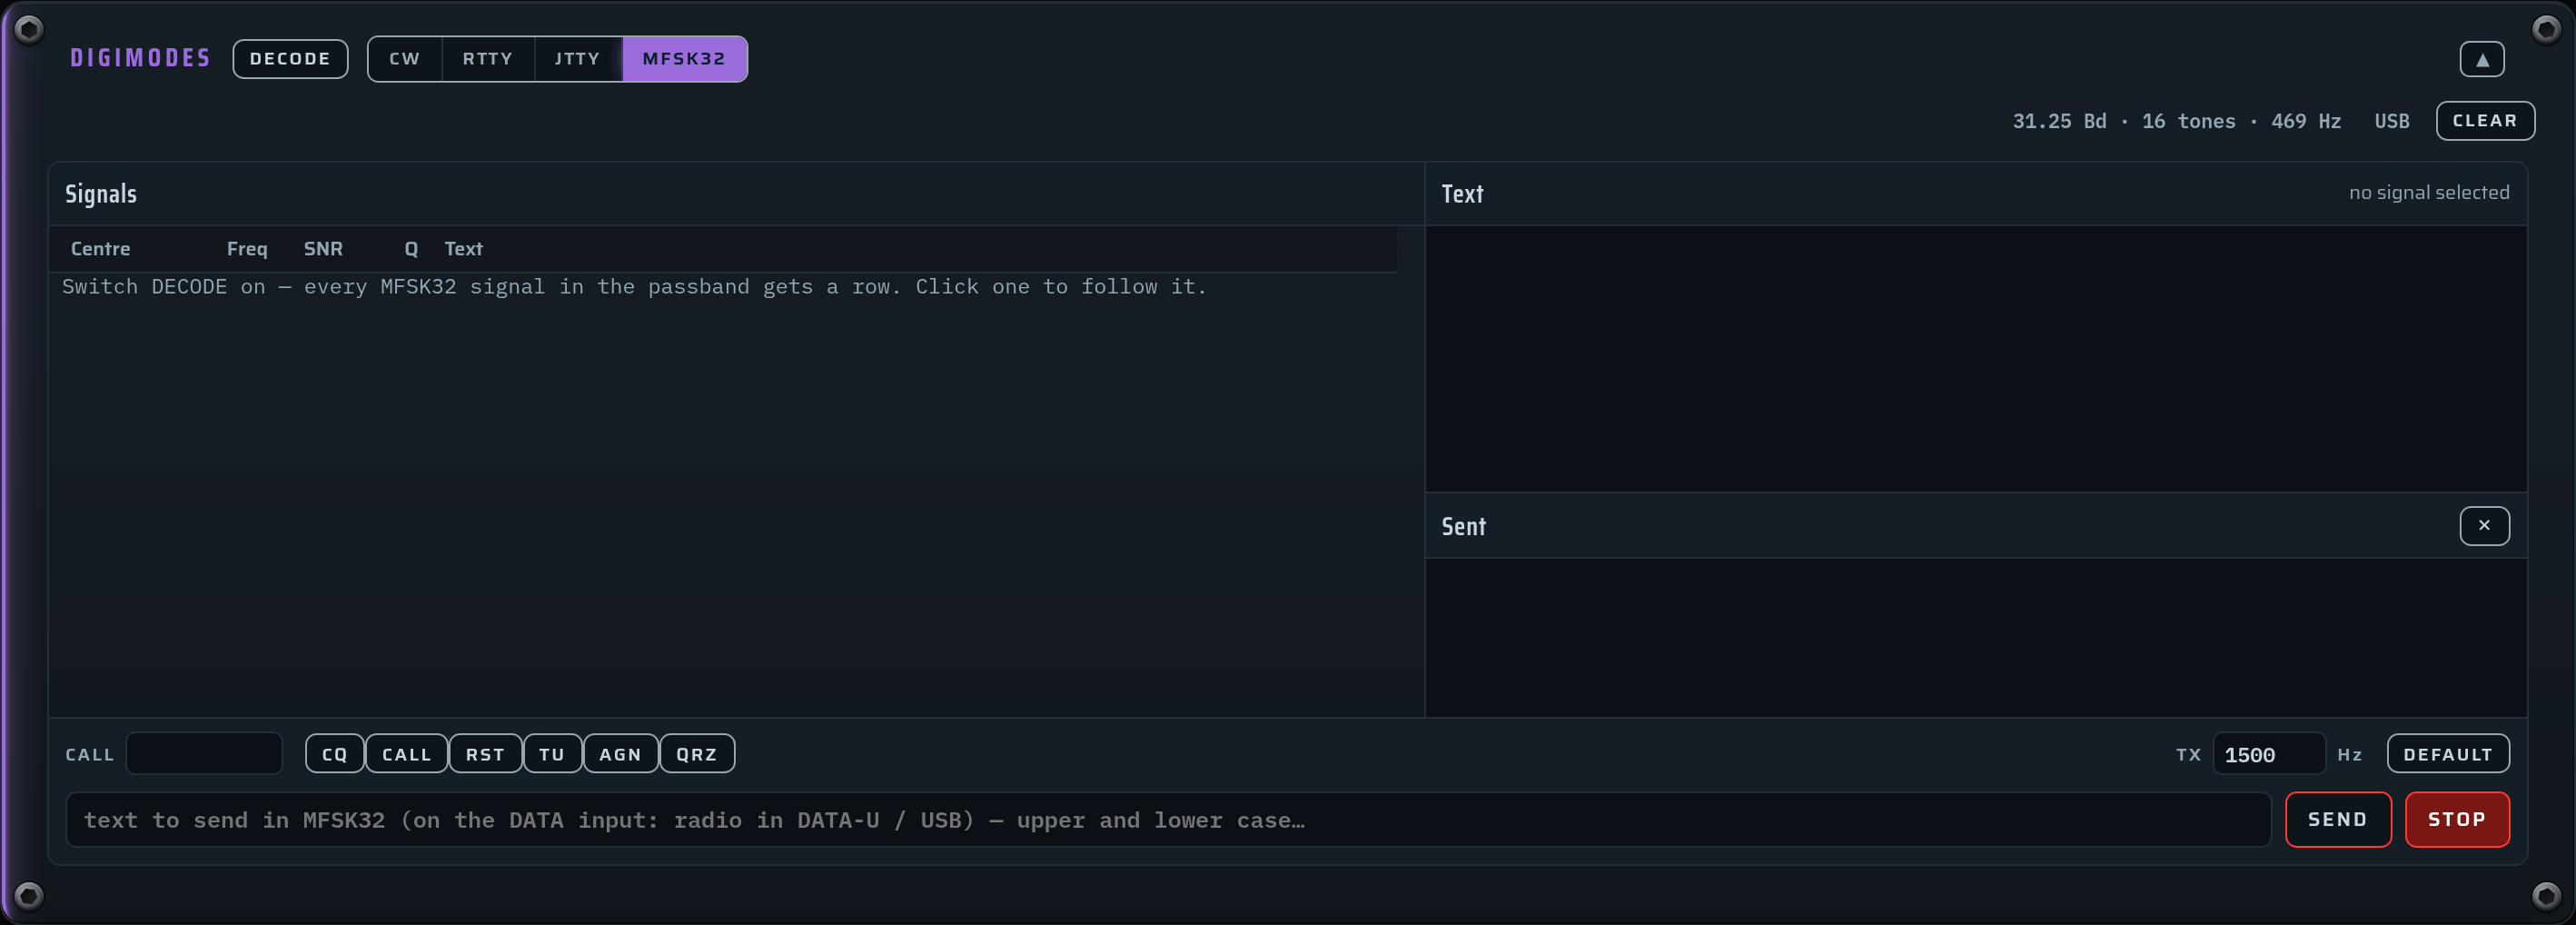 DIGIMODES DECODE CW RTTY JTTY MFSK32 ▲
31.25 Bd · 16 tones · 469 Hz USB CLEAR
Signals
Centre Freq SNR Q Text
Switch DECODE on — every MFSK32 signal in the passband gets a row. Click one to follow it.
Text no signal selected
Sent ×
CALL CQ CALL RST TU AGN QRZ TX 1500 Hz DEFAULT
text to send in MFSK32 (on the DATA input: radio in DATA-U / USB) — upper and lower case… SEND STOP